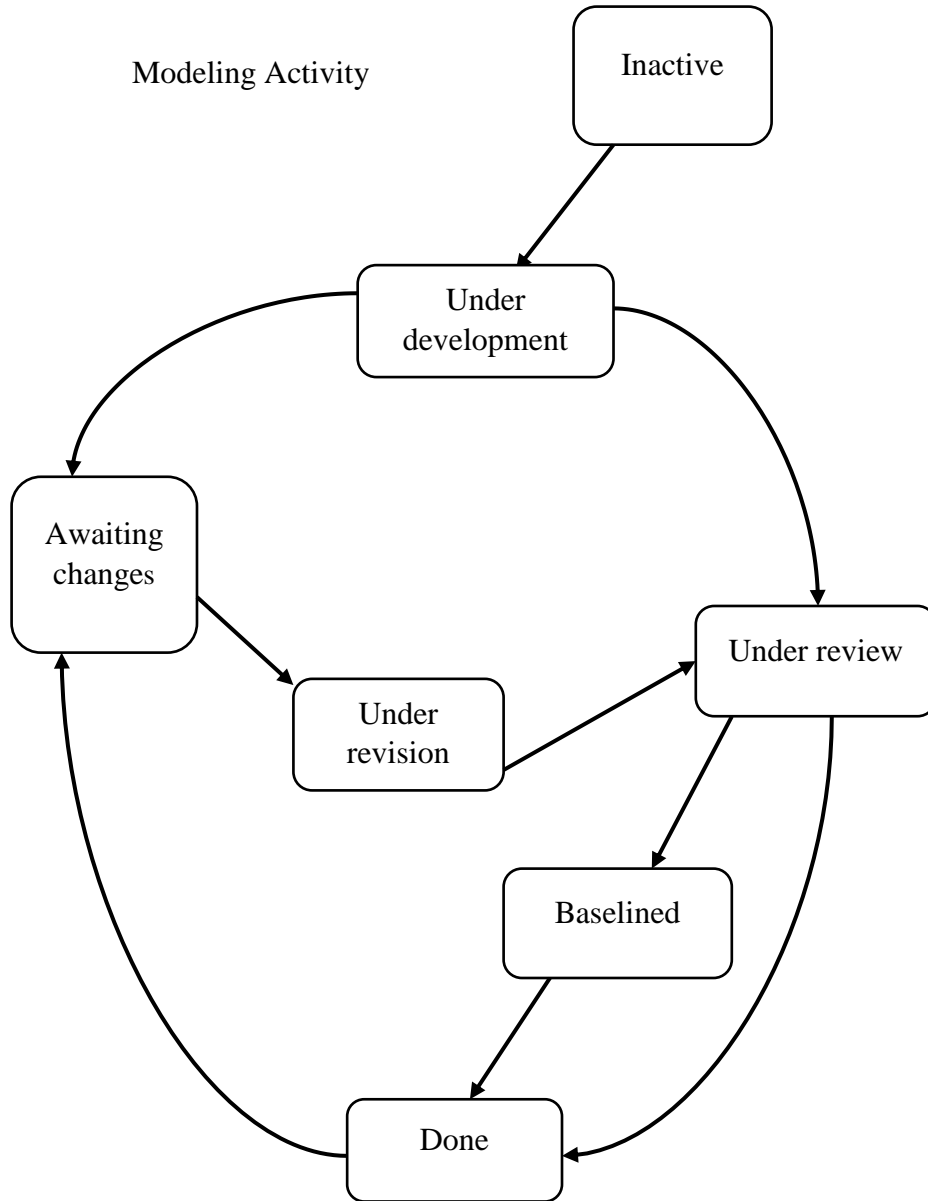 Modeling Activity
Inactive
Under
development
Awaiting
changes
Under review
Under
revision
Baselined
Done